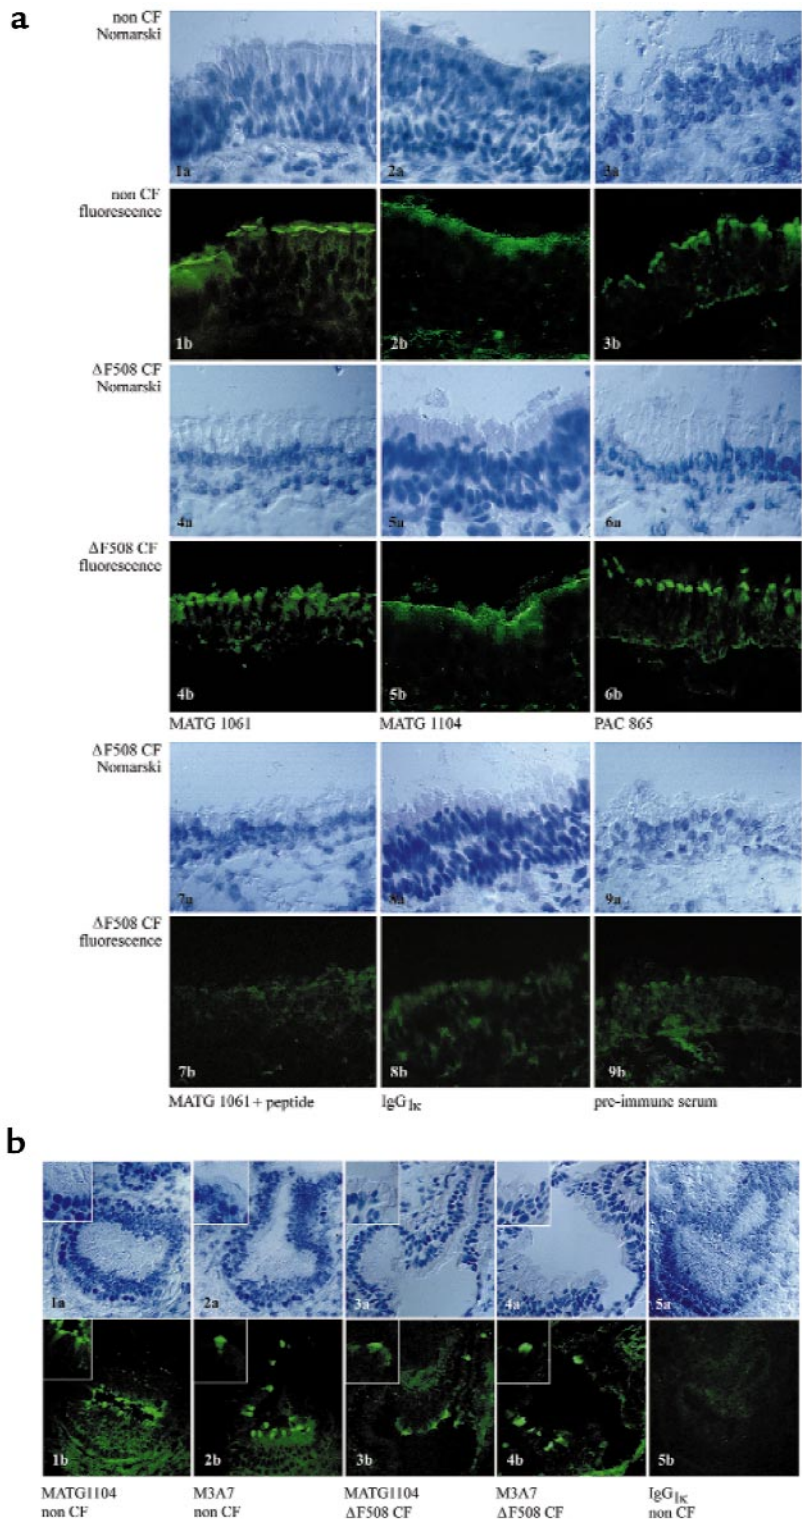 a
non CF
Nomarski
1a 2a 3a
non CF
fluorescence
1b 2b 3b
ΔF508 CF
Nomarski
4a 5a 6a
ΔF508 CF
fluorescence
4b 5b 6b
MATG 1061 MATG 1104 PAC 865
ΔF508 CF
Nomarski
7a 8a 9a
ΔF508 CF
fluorescence
7b 8b 9b
MATG 1061 + peptide IgG1κ pre-immune serum
b
1a 2a 3a 4a 5a
1b 2b 3b 4b 5b
MATG1104 M3A7 MATG1104 M3A7 IgG1κ
non CF non CF ΔF508 CF ΔF508 CF non CF